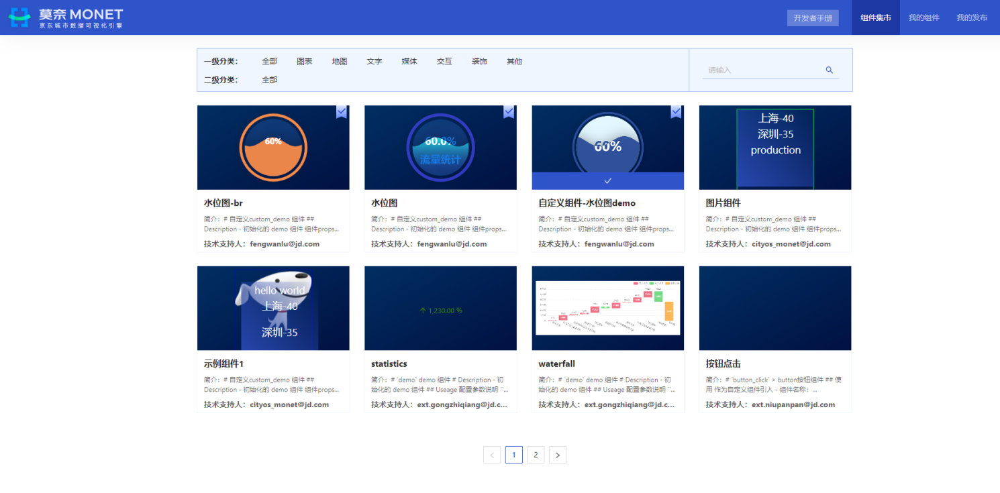 莫奈 MONET
京东城市数据可视化引擎
开发者手册
组件集市
我的组件
我的发布
一级分类： 全部 图表 地图 文字 媒体 交互 装饰 其他
二级分类： 全部
请输入
60%
水位图-br
简介：# 自定义custom_demo 组件 ##
Description - 初始化的 demo 组件 组件props...
技术支持人：fengwanlu@jd.com
60.0%
流量统计
水位图
简介：# 自定义custom_demo 组件 ##
Description - 初始化的 demo 组件 组件props...
技术支持人：fengwanlu@jd.com
60%
自定义组件-水位图demo
简介：# 自定义custom_demo 组件 ##
Description - 初始化的 demo 组件 组件props...
技术支持人：fengwanlu@jd.com
上海-40
深圳-35
production
图片组件
简介：# 自定义custom_demo 组件 ##
Description - 初始化的 demo 组件 组件props...
技术支持人：cityos_monet@jd.com
hello world
上海-40
深圳-35
示例组件1
简介：# 自定义custom_demo 组件 ##
Description - 初始化的 demo 组件 组件props...
技术支持人：cityos_monet@jd.com
↑ 1,230.00 %
statistics
简介：# `demo` demo 组件 # Description - 初
始化的 demo 组件 ## Useage 配置参数说明 ``...
技术支持人：ext.gongzhiqiang@jd.c...
waterfall
简介：# `demo` demo 组件 # Description - 初
始化的 demo 组件 ## Useage 配置参数说明 ``...
技术支持人：ext.gongzhiqiang@jd.c...
按钮点击
简介：# `button_click` > button按钮组件 ## 使
用 作为自定义组件引入 - 组件名称：...
技术支持人：ext.niupanpan@jd.com
< 1 2 >